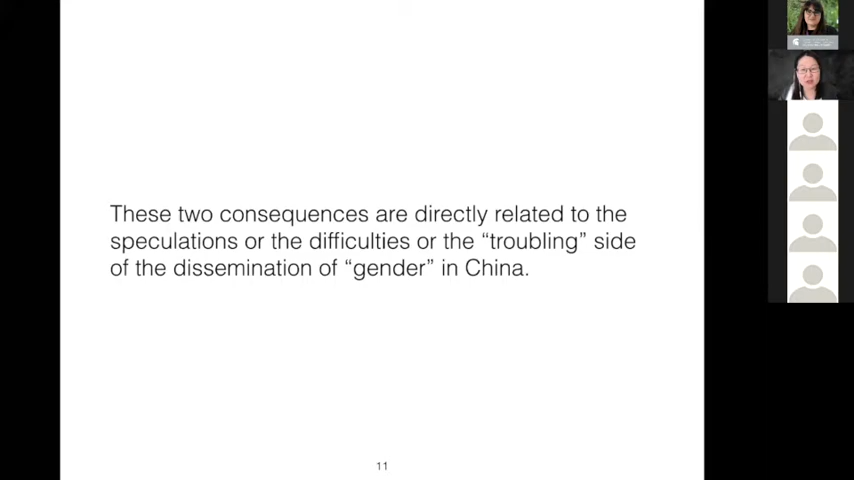 These two consequences are directly related to the
speculations or the difficulties or the “troubling” side
of the dissemination of “gender” in China.
11